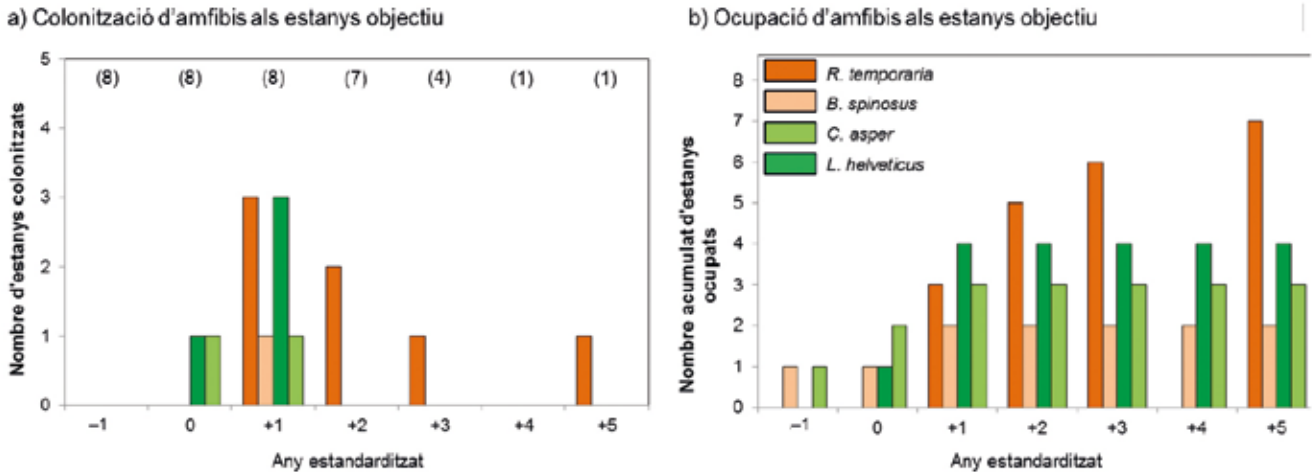 a) Colonització d'amfibis als estanys objectiu
5
4
3
2
1
0
Nombre d'estanys colonitzats
(8) (8) (8) (7) (4) (1) (1)
–1 0 +1 +2 +3 +4 +5
Any estandarditzat
b) Ocupació d'amfibis als estanys objectiu
8
7
6
5
4
3
2
1
0
Nombre acumulat d'estanys
ocupats
R. temporaria
B. spinosus
C. asper
L. helveticus
–1 0 +1 +2 +3 +4 +5
Any estandarditzat